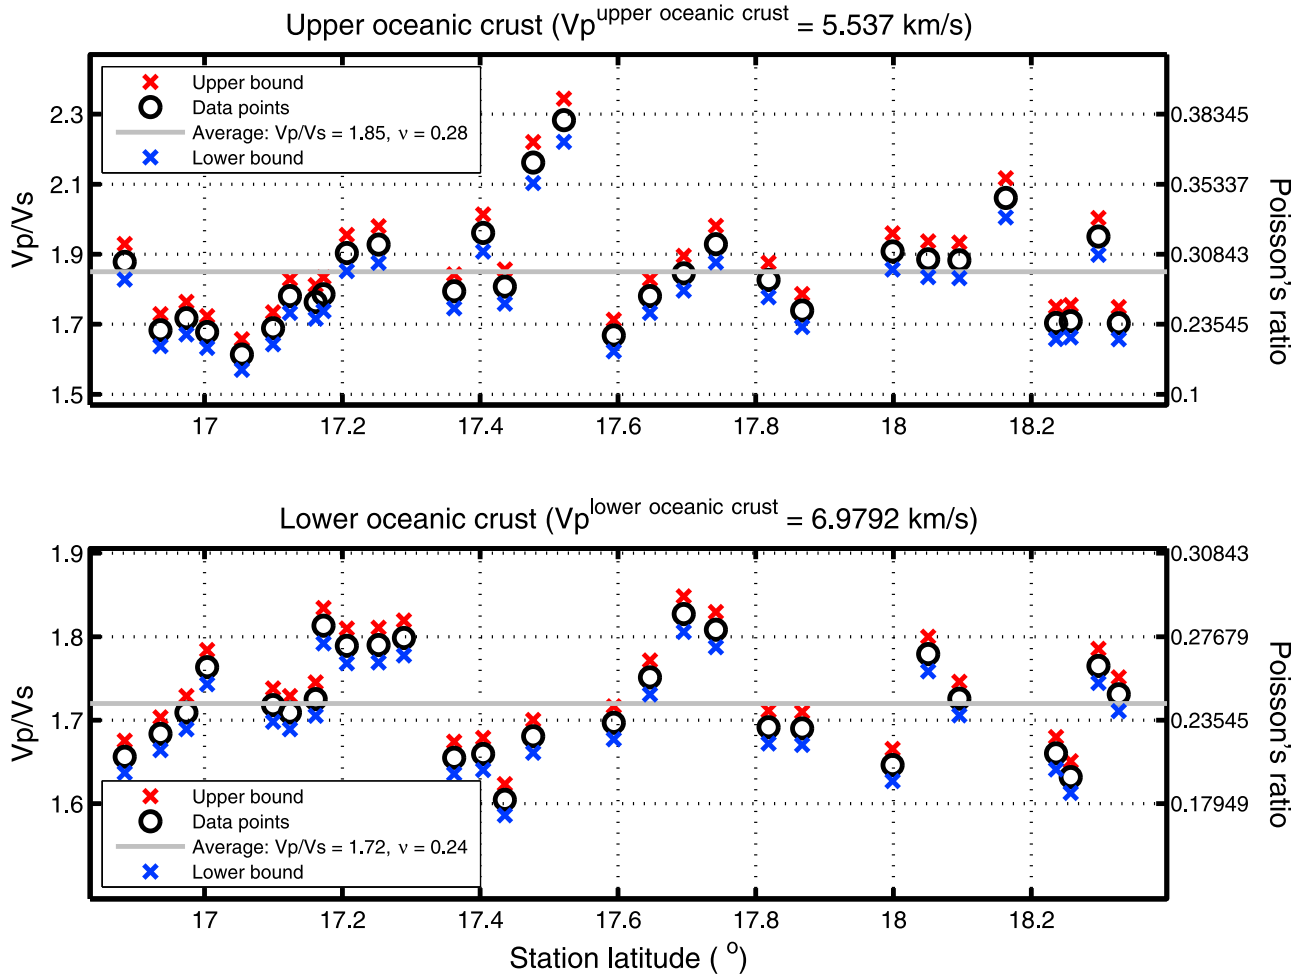 Upper oceanic crust (Vp^upper oceanic crust = 5.537 km/s)
Upper bound
Data points
Average: Vp/Vs = 1.85, ν = 0.28
Lower bound
2.3
2.1
1.9
1.7
1.5
Vp/Vs
0.38345
0.35337
0.30843
0.23545
0.1
Poisson's ratio
17
17.2
17.4
17.6
17.8
18
18.2
Lower oceanic crust (Vp^lower oceanic crust = 6.9792 km/s)
1.9
1.8
1.7
1.6
Vp/Vs
0.30843
0.27679
0.23545
0.17949
Poisson's ratio
Upper bound
Data points
Average: Vp/Vs = 1.72, ν = 0.24
Lower bound
17
17.2
17.4
17.6
17.8
18
18.2
Station latitude ( °)